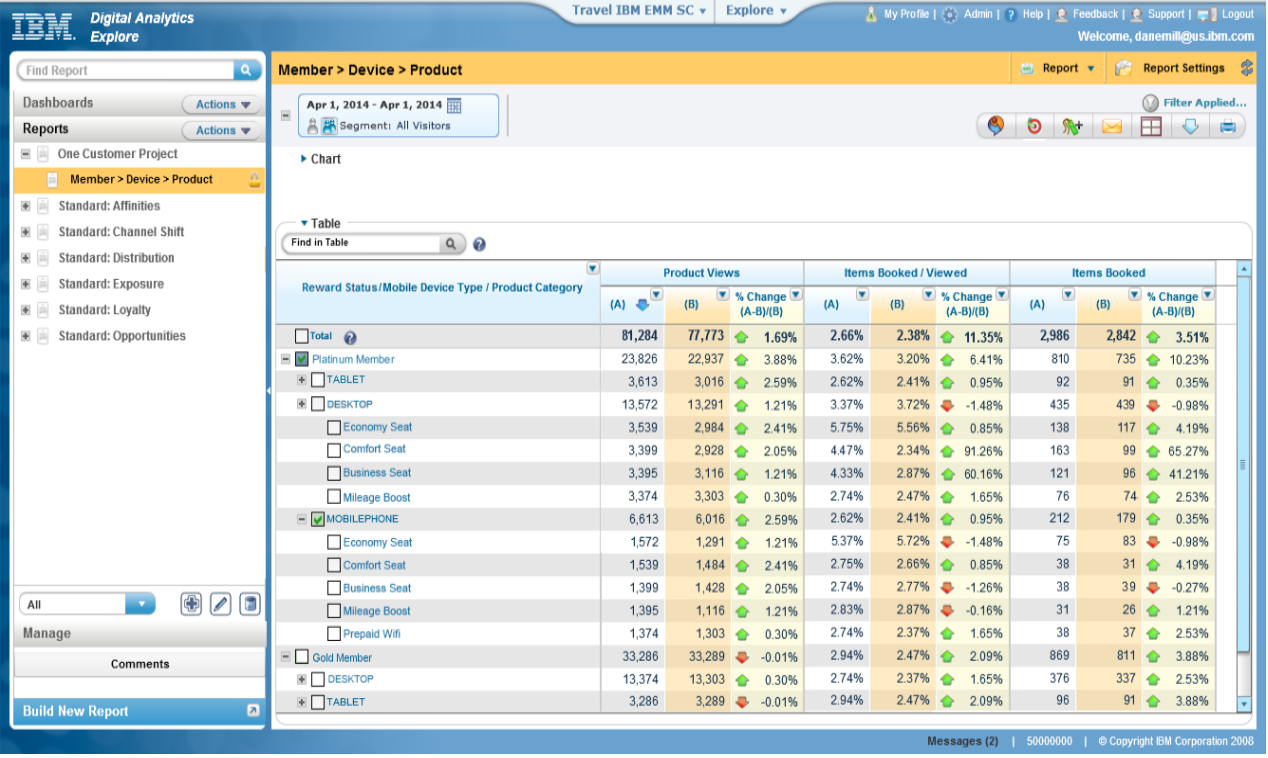 Travel IBM EMM SC Explore
My Profile | Admin | Help | Feedback | Support | Logout
IBM. Digital Analytics
Explore
Welcome, danemill@us.ibm.com
Find Report
Dashboards Actions
Reports Actions
One Customer Project
Member > Device > Product
Standard: Affinities
Standard: Channel Shift
Standard: Distribution
Standard: Exposure
Standard: Loyalty
Standard: Opportunities
All
Manage
Comments
Build New Report
Member > Device > Product Report Report Settings
Apr 1, 2014 - Apr 1, 2014
Segment: All Visitors
Filter Applied...
Chart
Table
Find in Table
Reward Status/Mobile Device Type / Product Category
Product Views Items Booked / Viewed Items Booked
(A) (B) % Change (A-B)/(B) (A) (B) % Change (A-B)/(B) (A) (B) % Change (A-B)/(B)
Total 81,284 77,773 1.69% 2.66% 2.38% 11.35% 2,986 2,842 3.51%
Platinum Member 23,826 22,937 3.88% 3.62% 3.20% 6.41% 810 735 10.23%
TABLET 3,613 3,016 2.59% 2.62% 2.41% 0.95% 92 91 0.35%
DESKTOP 13,572 13,291 1.21% 3.37% 3.72% -1.48% 435 439 -0.98%
Economy Seat 3,539 2,984 2.41% 5.75% 5.56% 0.85% 138 117 4.19%
Comfort Seat 3,399 2,928 2.05% 4.47% 2.34% 91.26% 163 99 65.27%
Business Seat 3,395 3,116 1.21% 4.33% 2.87% 60.16% 121 96 41.21%
Mileage Boost 3,374 3,303 0.30% 2.74% 2.47% 1.65% 76 74 2.53%
MOBILEPHONE 6,613 6,016 2.59% 2.62% 2.41% 0.95% 212 179 0.35%
Economy Seat 1,572 1,291 1.21% 5.37% 5.72% -1.48% 75 83 -0.98%
Comfort Seat 1,539 1,484 2.41% 2.75% 2.66% 0.85% 38 31 4.19%
Business Seat 1,399 1,428 2.05% 2.74% 2.77% -1.26% 38 39 -0.27%
Mileage Boost 1,395 1,116 1.21% 2.83% 2.87% -0.16% 31 26 1.21%
Prepaid Wifi 1,374 1,303 0.30% 2.74% 2.37% 1.65% 38 37 2.53%
Gold Member 33,286 33,289 -0.01% 2.94% 2.47% 2.09% 869 811 3.88%
DESKTOP 13,374 13,303 0.30% 2.74% 2.37% 1.65% 376 337 2.53%
TABLET 3,286 3,289 -0.01% 2.94% 2.47% 2.09% 96 91 3.88%
Messages (2) | 50000000 | © Copyright IBM Corporation 2008